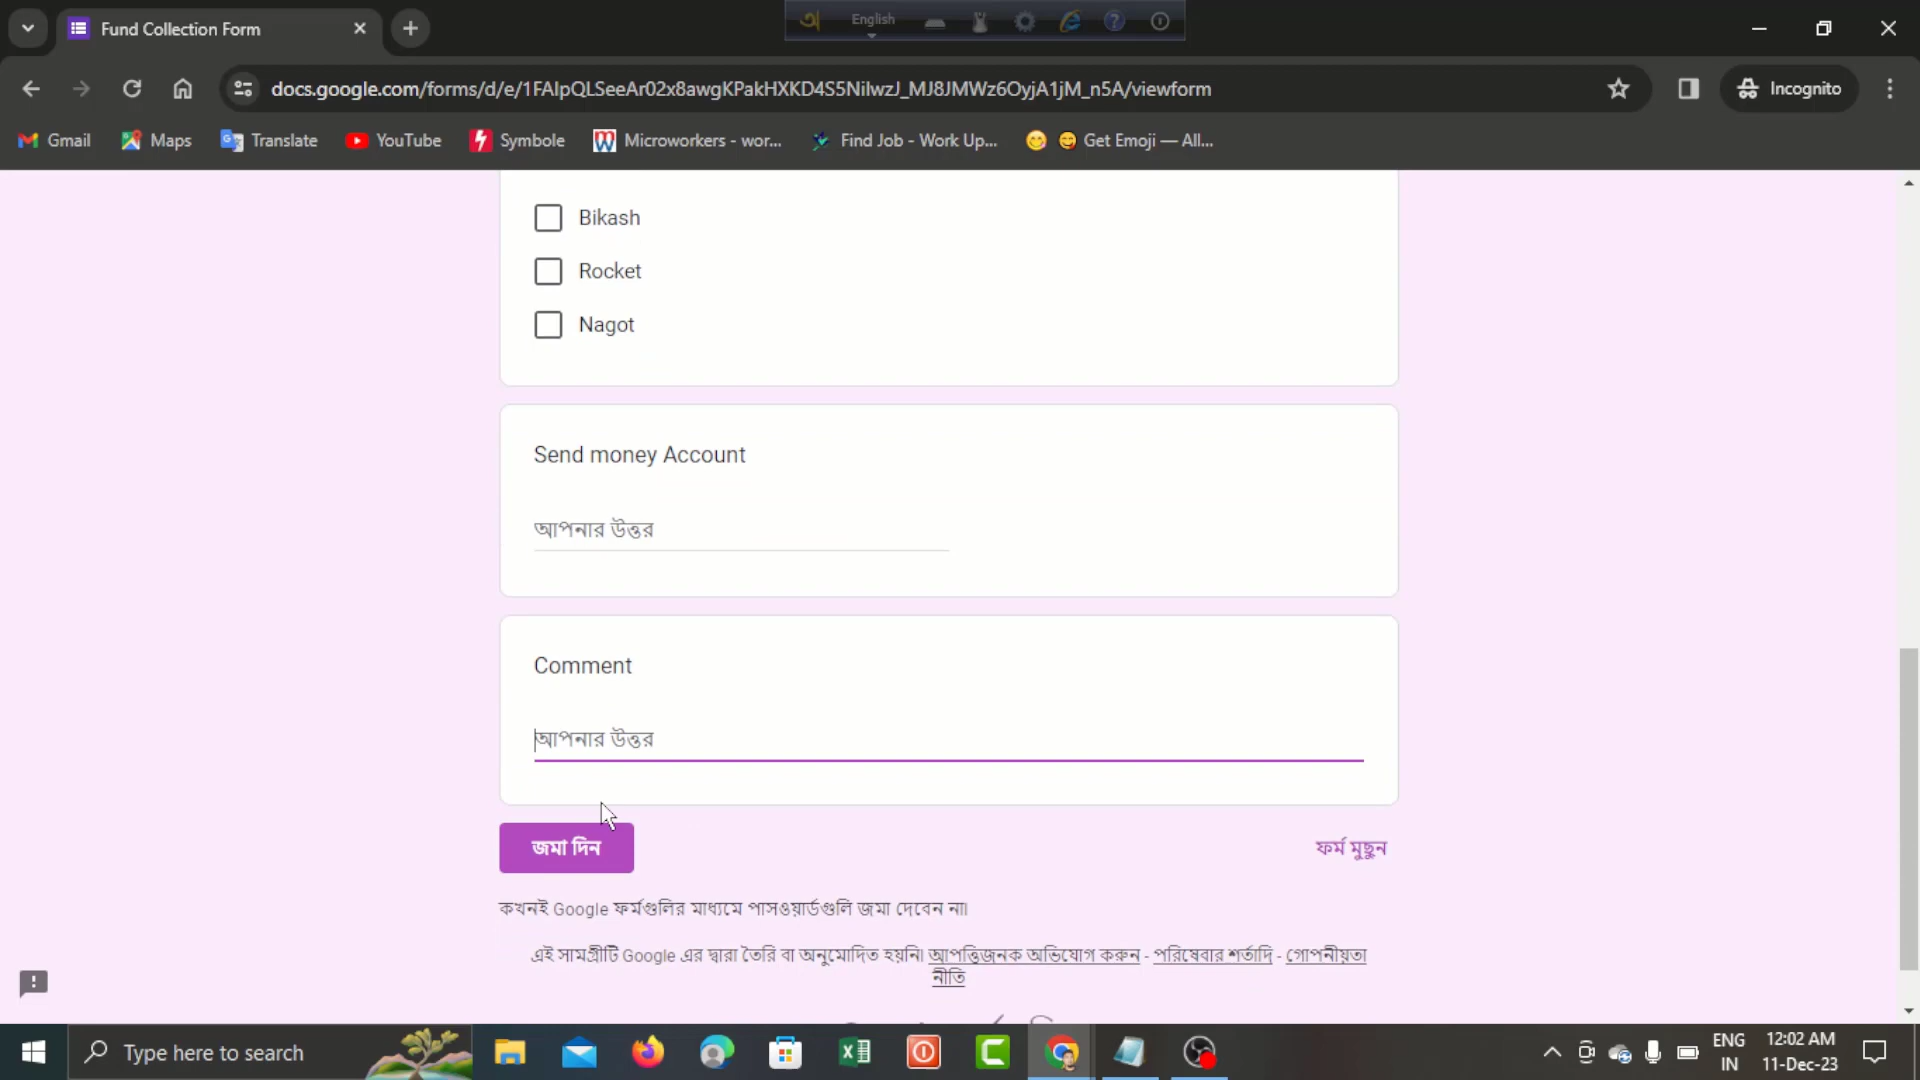 Fund Collection Form
English
docs.google.com/forms/d/e/1FAIpQLSeeAr02x8awgKPakHXKD4S5NilwzJ_MJ8JMWz6OyjA1jM_n5A/viewform
Incognito
Gmail
Maps
Translate
YouTube
Symbole
Microworkers - wor...
Find Job - Work Up...
Get Emoji — All...
Bikash
Rocket
Nagot
Send money Account
আপনার উত্তর
Comment
আপনার উত্তর
জমা দিন
ফর্ম মুছুন
কখনই Google ফর্মগুলির মাধ্যমে পাসওয়ার্ডগুলি জমা দেবেন না।
এই সামগ্রীটি Google এর দ্বারা তৈরি বা অনুমোদিত হয়নি। আপত্তিজনক অভিযোগ করুন - পরিষেবার শর্তাদি - গোপনীয়তা
নীতি
Type here to search
ENG
IN
12:02 AM
11-Dec-23